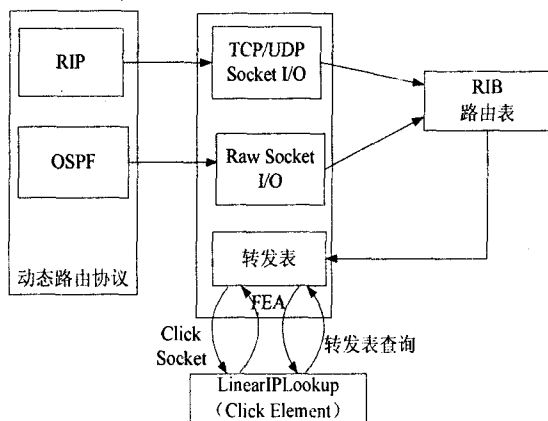 RIP
OSPF
动态路由协议
TCP/UDP
Socket I/O
Raw Socket
I/O
转发表
FEA
RIB
路由表
Click
Socket
转发表查询
LinearIPLookup
（Click Element）